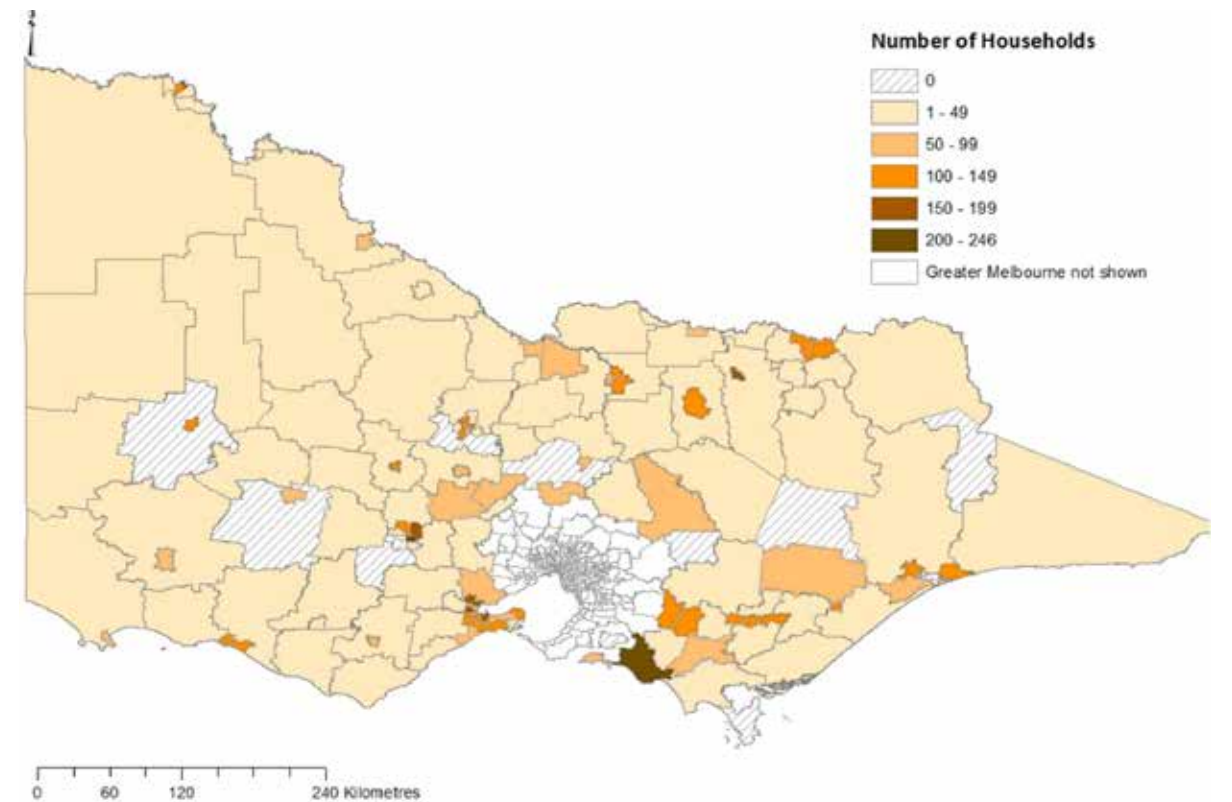 Number of Households
0
1 - 49
50 - 99
100 - 149
150 - 199
200 - 246
Greater Melbourne not shown
0 60 120 240 Kilometres